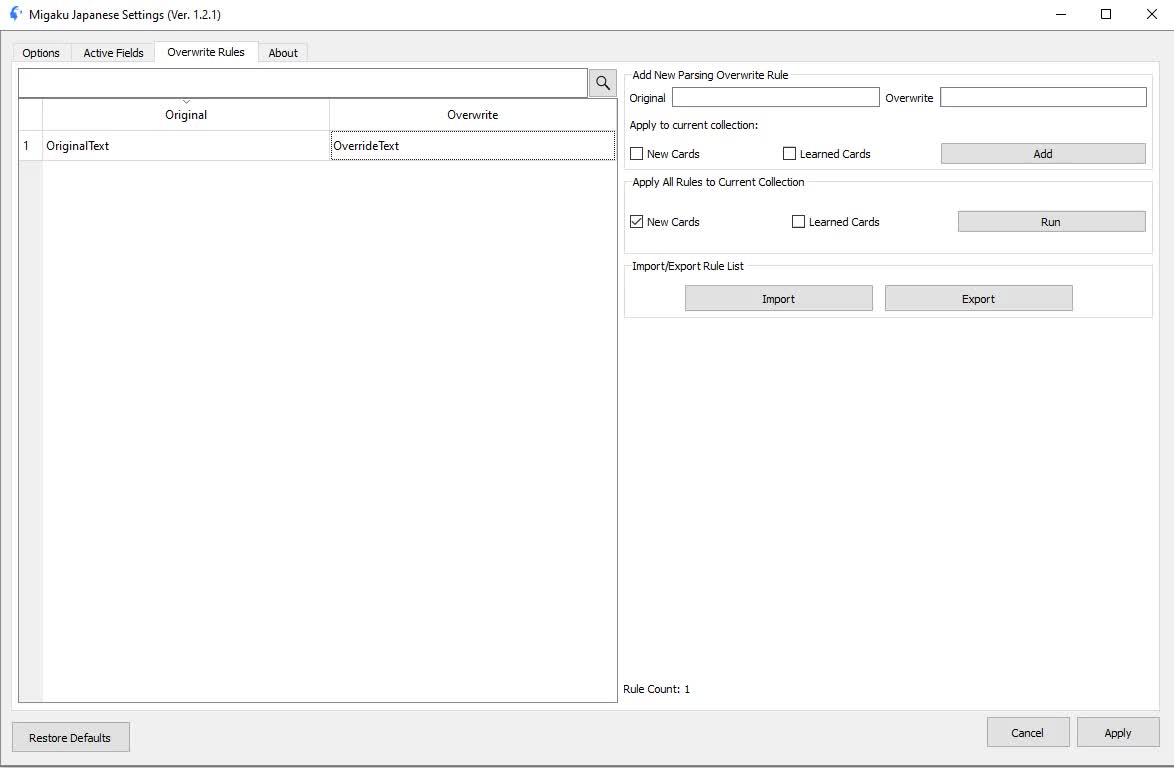 Migaku Japanese Settings (Ver. 1.2.1)
Options Active Fields Overwrite Rules About
Original Overwrite
1 OriginalText OverrideText
Add New Parsing Overwrite Rule
Original Overwrite
Apply to current collection:
New Cards Learned Cards Add
Apply All Rules to Current Collection
New Cards Learned Cards Run
Import/Export Rule List
Import Export
Rule Count: 1
Restore Defaults Cancel Apply